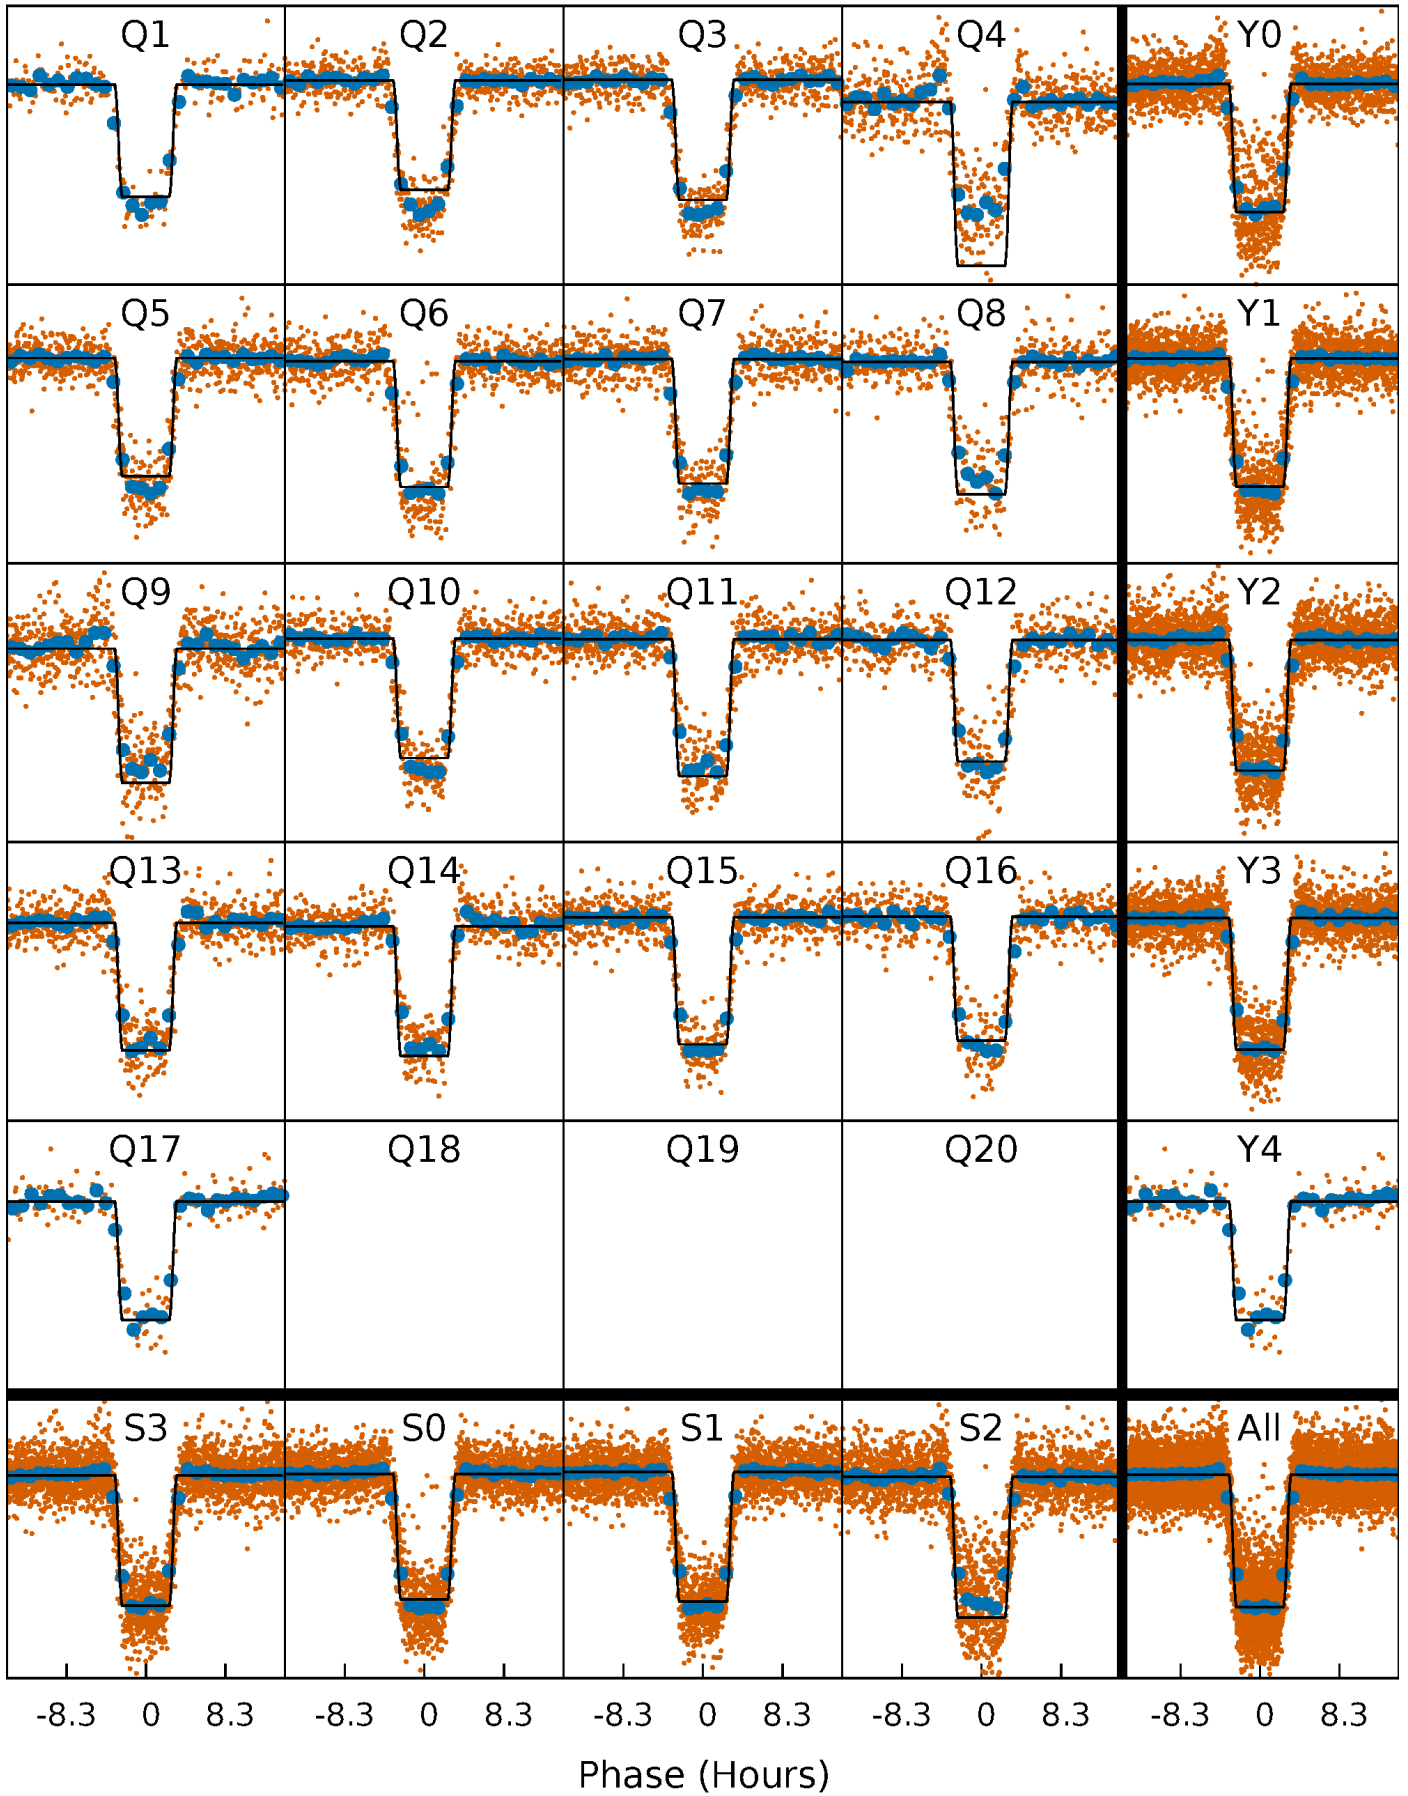 Q1 Q2 Q3 Q4 Y0
Q5 Q6 Q7 Q8 Y1
Q9 Q10 Q11 Q12 Y2
Q13 Q14 Q15 Q16 Y3
Q17 Q18 Q19 Q20 Y4
S3 S0 S1 S2 All
-8.3 0 8.3 -8.3 0 8.3 -8.3 0 8.3 -8.3 0 8.3 -8.3 0 8.3
Phase (Hours)